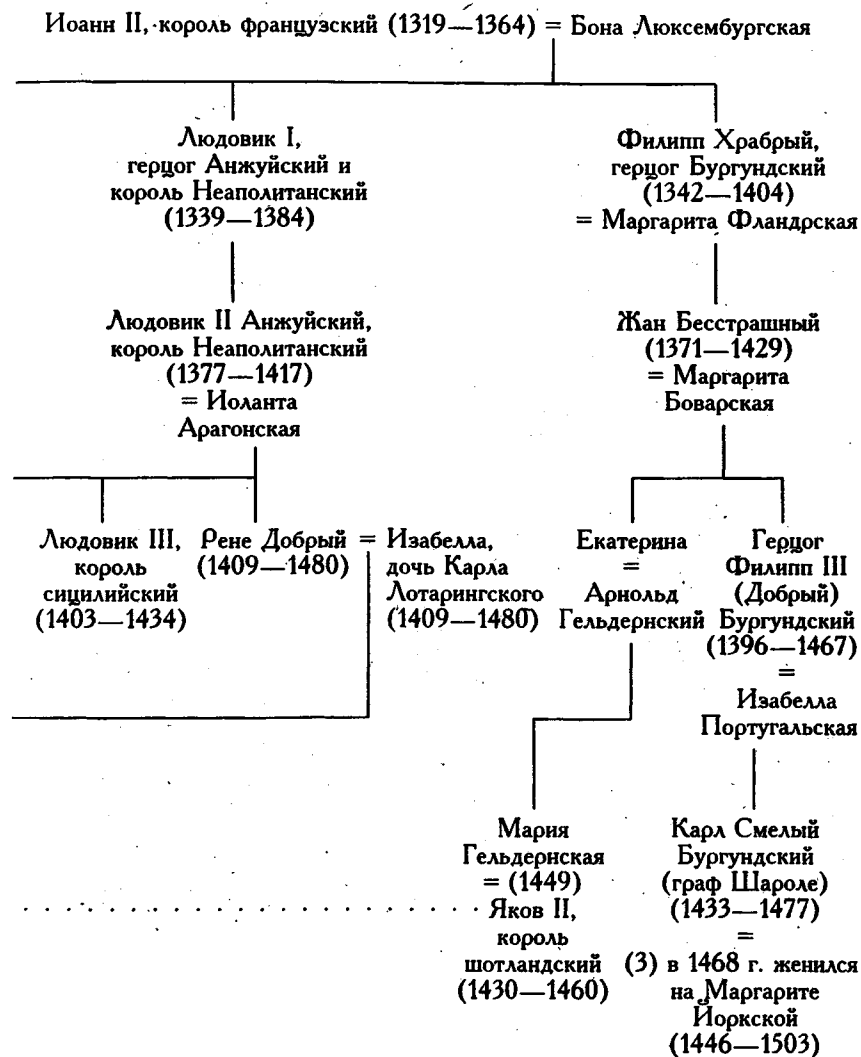 Иоанн II, король французский (1319—1364) = Бона Люксембургская
Людовик I,
герцог Анжуйский и
король Неаполитанский
(1339—1384)
Филипп Храбрый,
герцог Бургундский
(1342—1404)
= Маргарита Фландрская
Людовик II Анжуйский,
король Неаполитанский
(1377—1417)
= Иоланта
Арагонская
Жан Бесстрашный
(1371—1429)
= Маргарита
Боварская
Людовик III,
король
сицилийский
(1403—1434)
Рене Добрый
(1409—1480)
= Изабелла,
дочь Карла
Лотарингского
(1409—1480)
Екатерина
=
Арнольд
Гельдернский
Герцог
Филипп III
(Добрый)
Бургундский
(1396—1467)
=
Изабелла
Португальская
Мария
Гельдернская
= (1449)
Яков II,
король
шотландский
(1430—1460)
Карл Смелый
Бургундский
(граф Шароле)
(1433—1477)
=
(3) в 1468 г. женился
на Маргарите
Йоркской
(1446—1503)